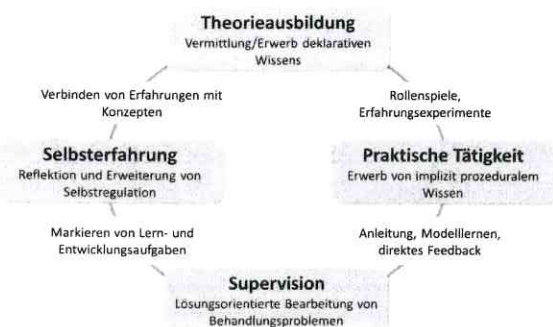 Theorieausbildung
Vermittlung/Erwerb deklarativen
Wissens
Verbinden von Erfahrungen mit
Konzepten
Rollenspiele,
Erfahrungsexperimente
Selbsterfahrung
Reflektion und Erweiterung von
Selbstregulation
Praktische Tätigkeit
Erwerb von implizit prozeduralem
Wissen
Markieren von Lern- und
Entwicklungsaufgaben
Anleitung, Modelllernen,
direktes Feedback
Supervision
Lösungsorientierte Bearbeitung von
Behandlungsproblemen